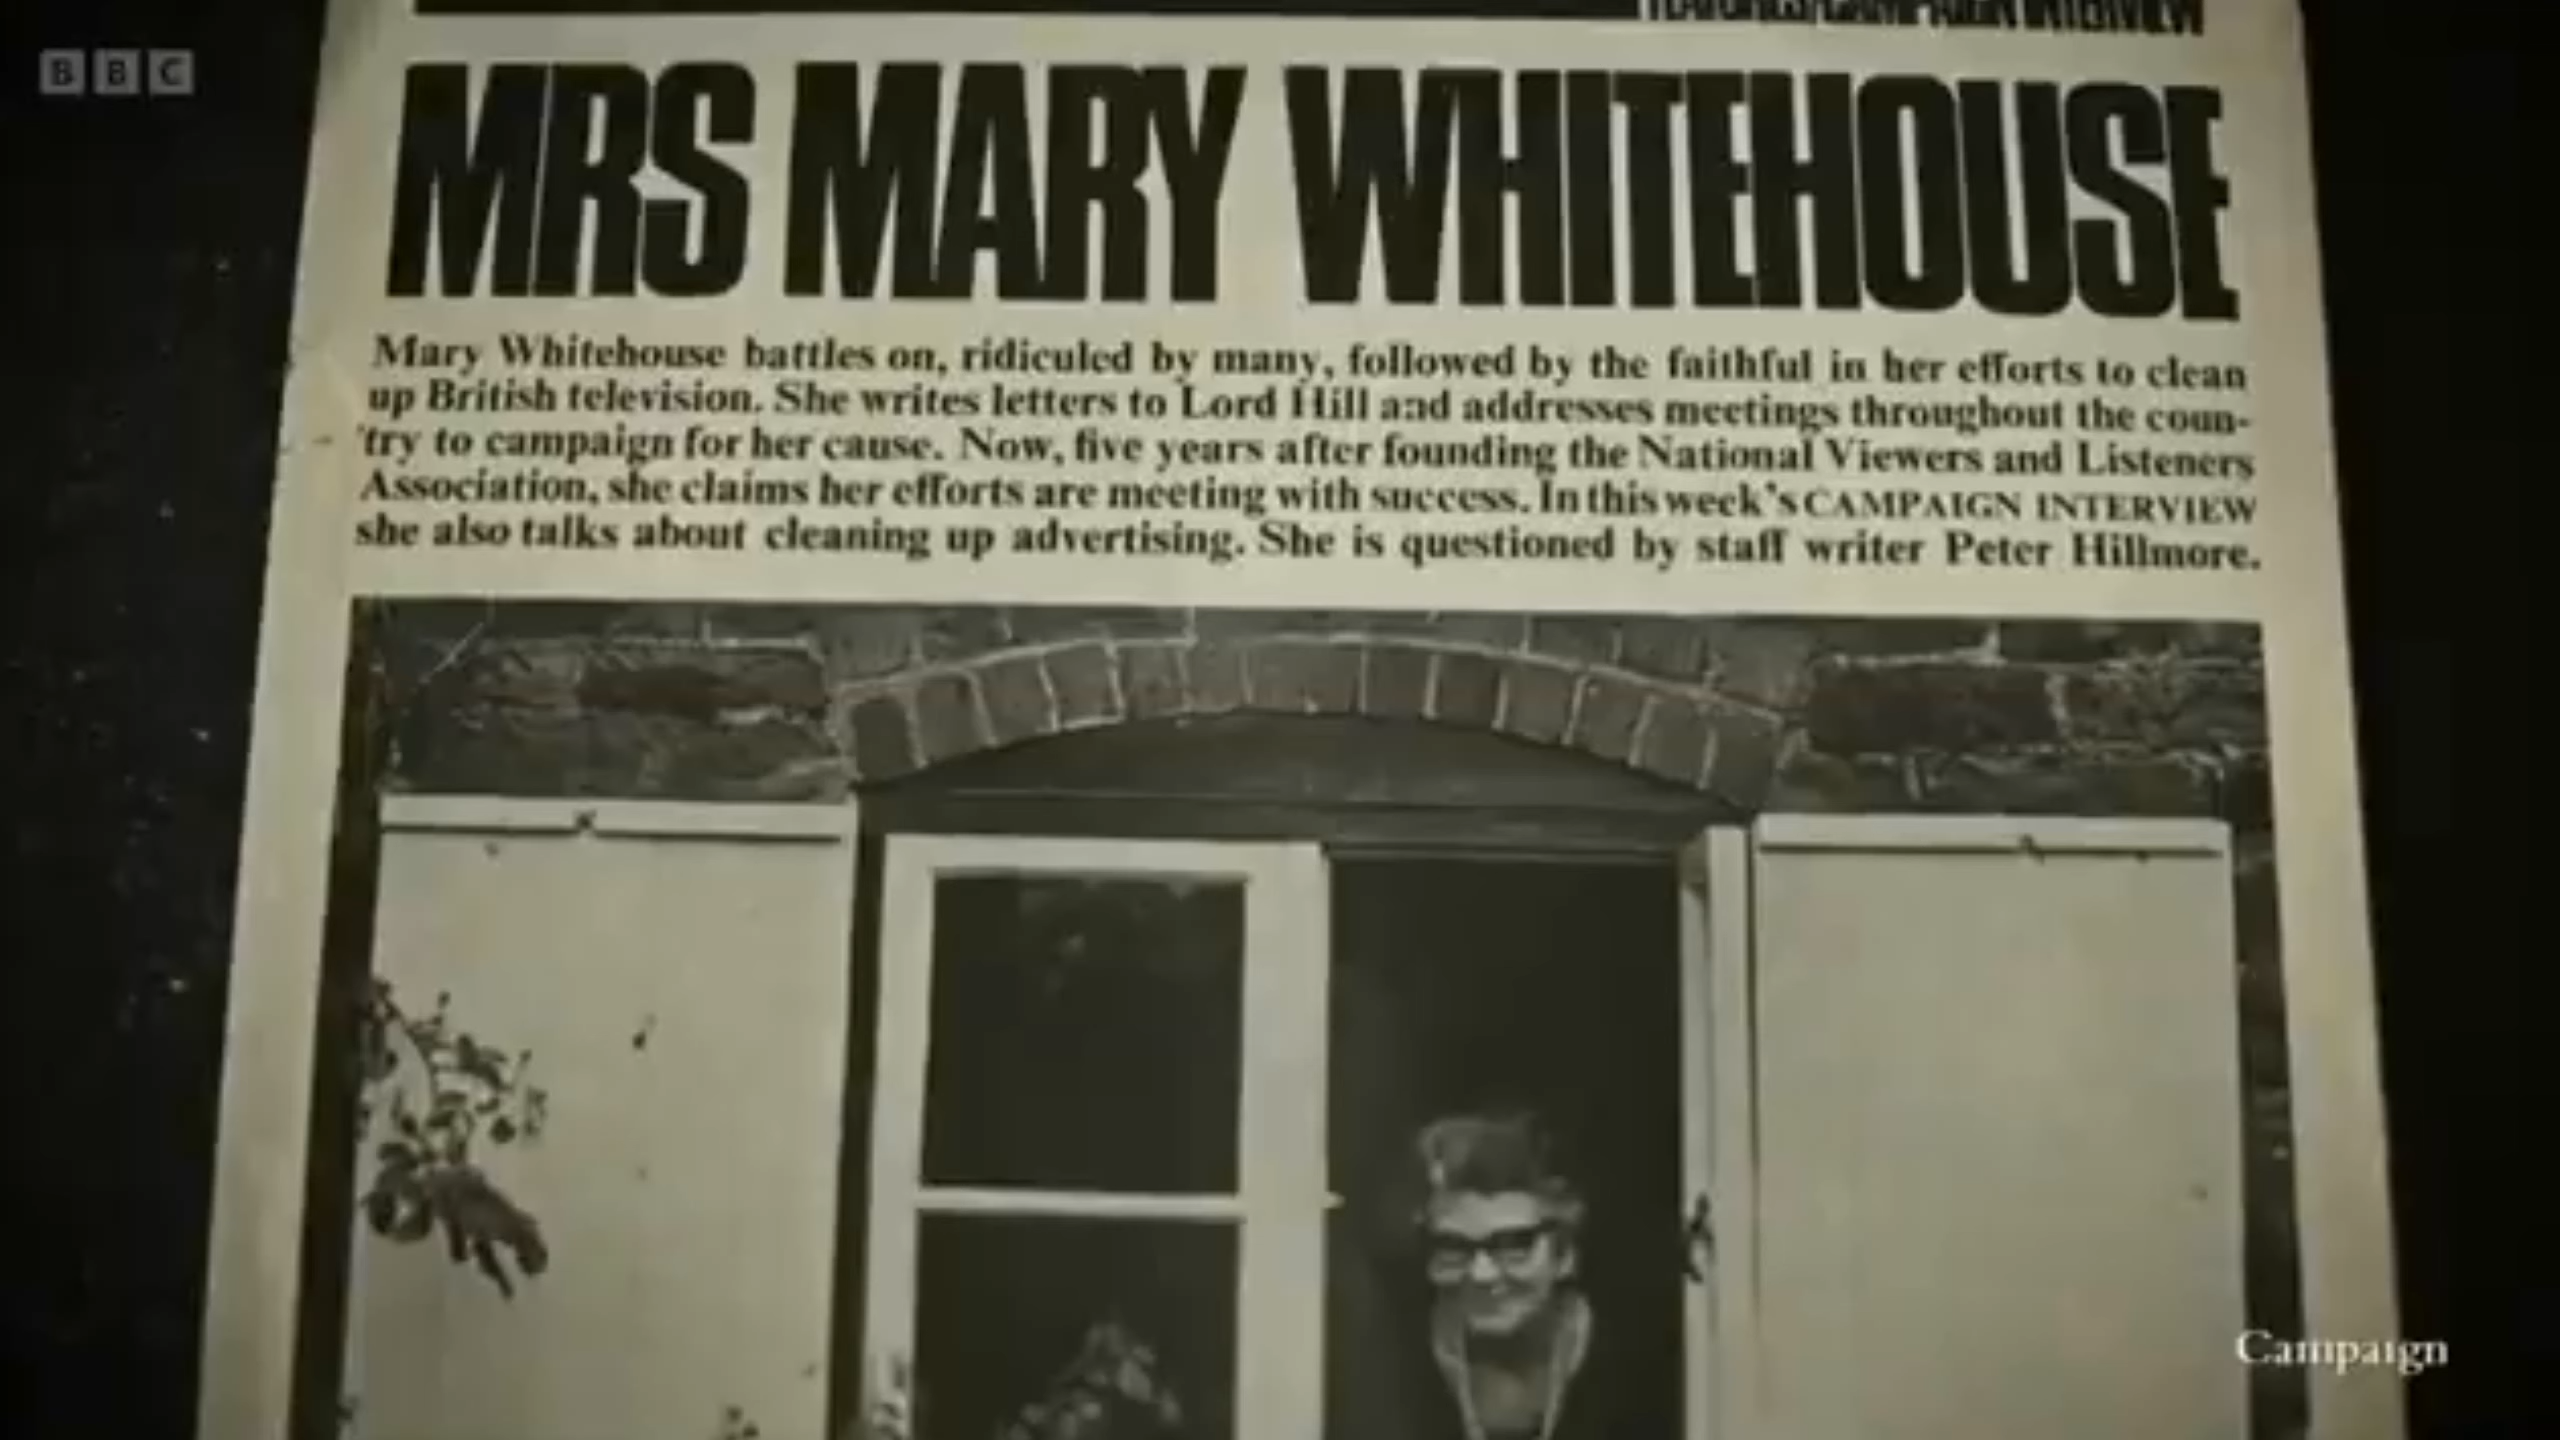 FEATURES/CAMPAIGN INTERVIEW
BBC
MRS MARY WHITEHOUSE
Mary Whitehouse battles on, ridiculed by many, followed by the faithful in her efforts to clean
up British television. She writes letters to Lord Hill and addresses meetings throughout the coun-
try to campaign for her cause. Now, five years after founding the National Viewers and Listeners
Association, she claims her efforts are meeting with success. In this week's CAMPAIGN INTERVIEW
she also talks about cleaning up advertising. She is questioned by staff writer Peter Hillmore.
Campaign